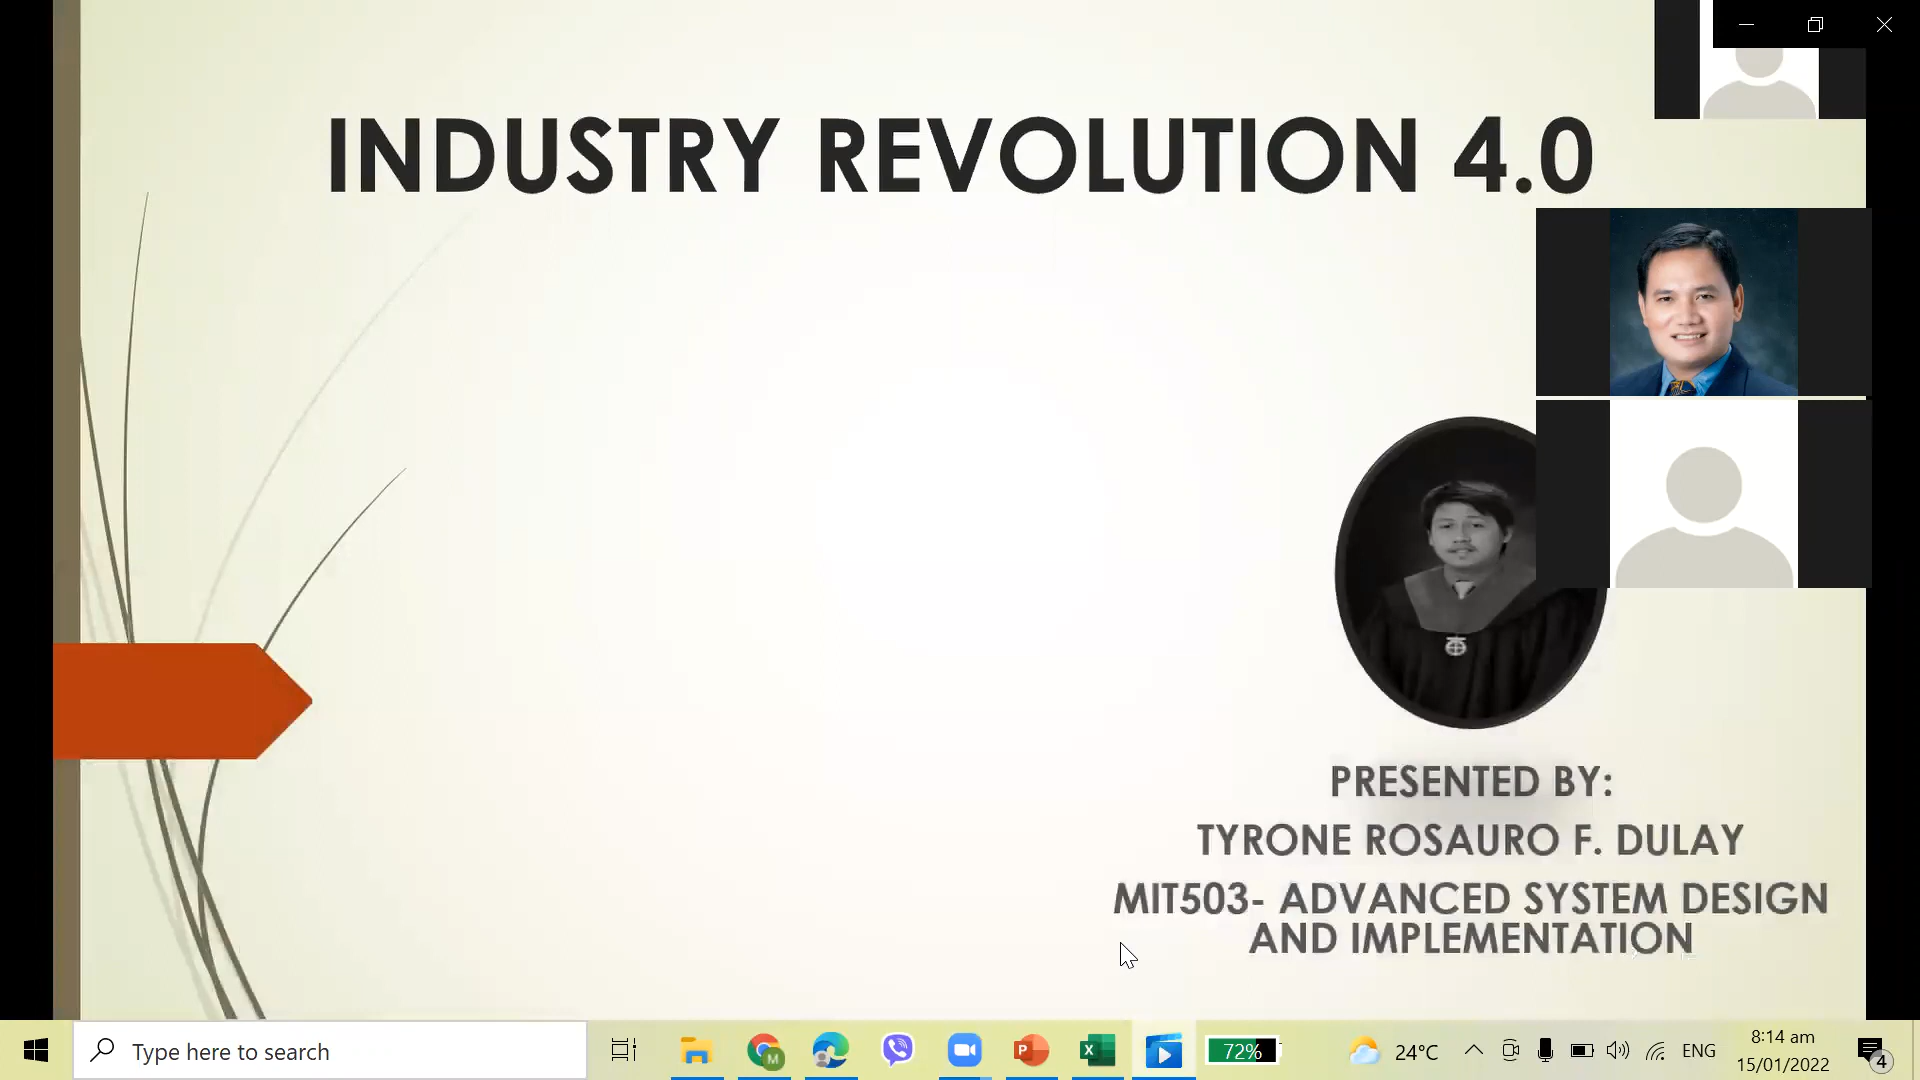 INDUSTRY REVOLUTION 4.0
PRESENTED BY:
TYRONE ROSAURO F. DULAY
MIT503- ADVANCED SYSTEM DESIGN
AND IMPLEMENTATION
Type here to search
M
P
X
72%
24°C
ENG
8:14 am
15/01/2022
4